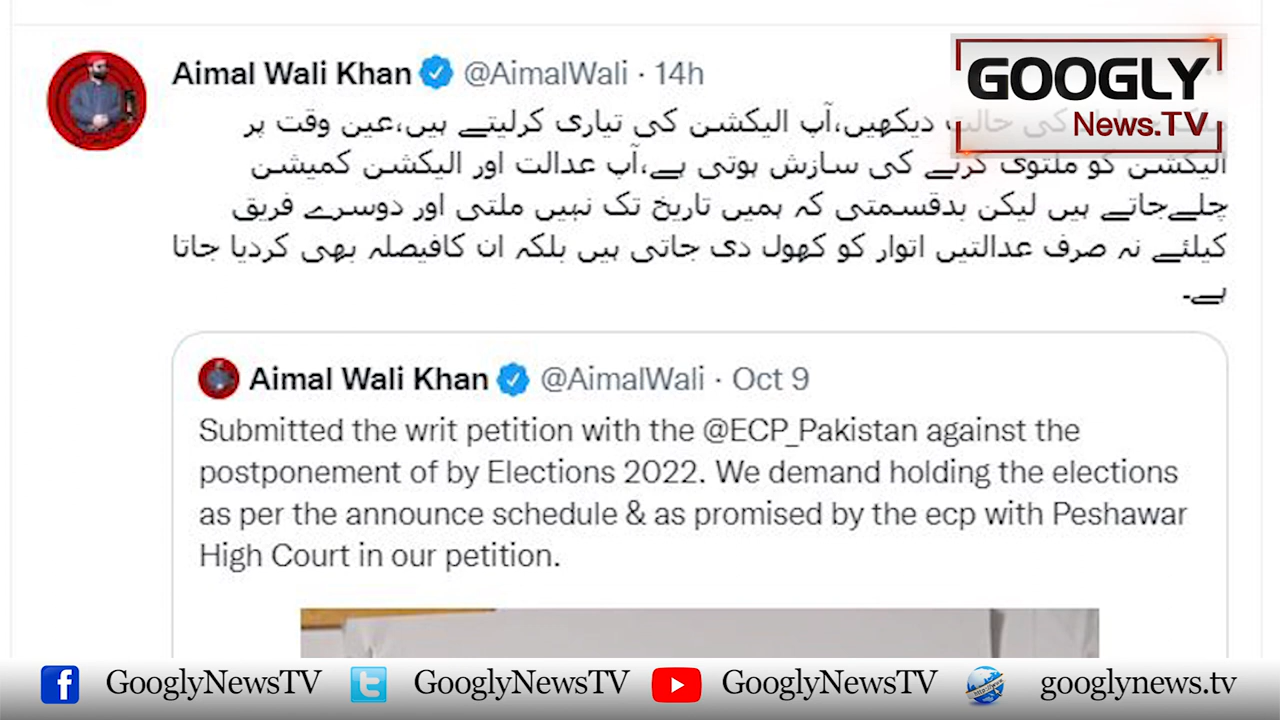 Aimal Wali Khan @AimalWali · 14h
GOOGLY
News.TV
کی حالت دیکھیں،آپ الیکشن کی تیاری کرلیتے ہیں،عین وقت پر
الیکشن کو ملتوی کرنے کی سازش ہوتی ہے،آپ عدالت اور الیکشن کمیشن
چلےجاتے ہیں لیکن بدقسمتی کہ ہمیں تاریخ تک نہیں ملتی اور دوسرے فریق
کیلئے نہ صرف عدالتیں اتوار کو کھول دی جاتی ہیں بلکہ ان کافیصلہ بھی کردیا جاتا
ہے۔
Aimal Wali Khan @AimalWali · Oct 9
Submitted the writ petition with the @ECP_Pakistan against the
postponement of by Elections 2022. We demand holding the elections
as per the announce schedule & as promised by the ecp with Peshawar
High Court in our petition.
GooglyNewsTV GooglyNewsTV GooglyNewsTV googlynews.tv